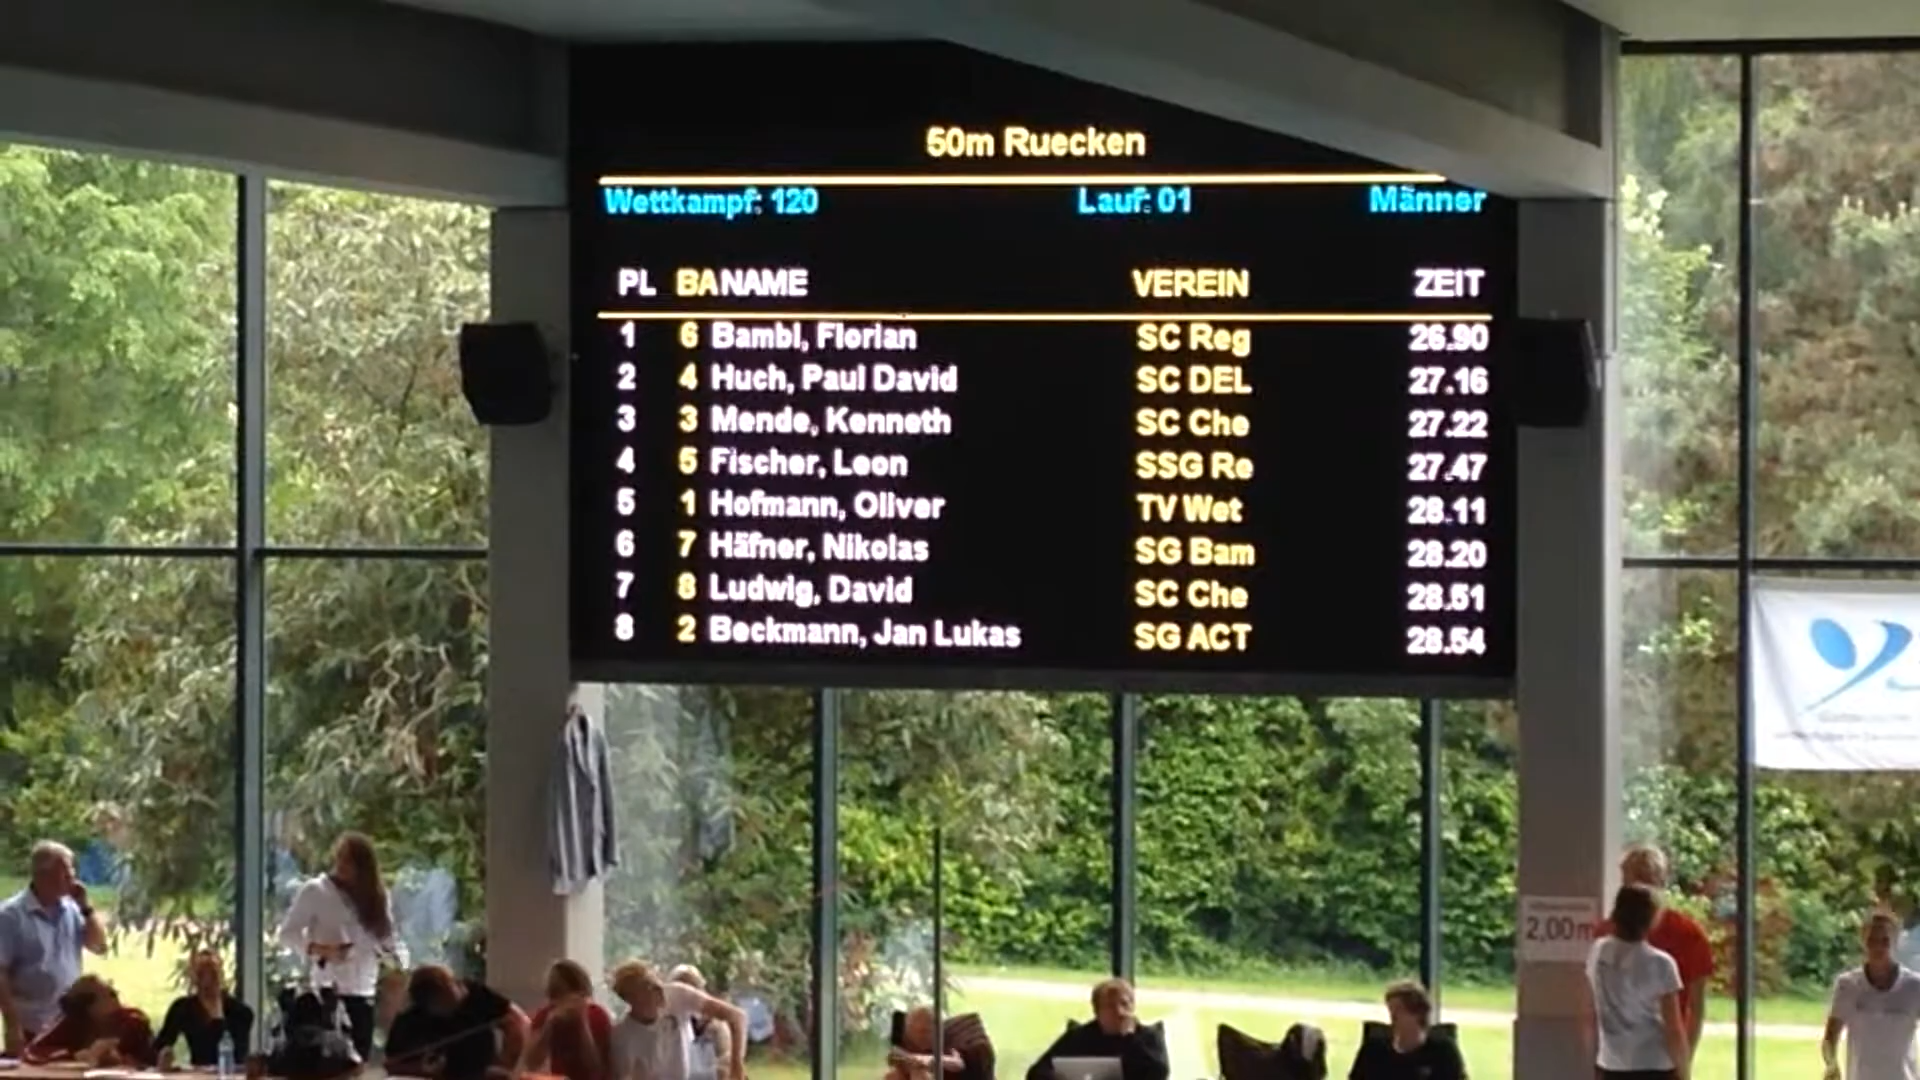 50m Ruecken
Wettkampf: 120 Lauf: 01 Männer
PL BA NAME VEREIN ZEIT
1 6 Bambl, Florian SC Reg 26.90
2 4 Huch, Paul David SC DEL 27.16
3 3 Mende, Kenneth SC Che 27.22
4 5 Fischer, Leon SSG Re 27.47
5 1 Hofmann, Oliver TV Wet 28.11
6 7 Häfner, Nikolas SG Bam 28.20
7 8 Ludwig, David SC Che 28.51
8 2 Beckmann, Jan Lukas SG ACT 28.54
2,00m